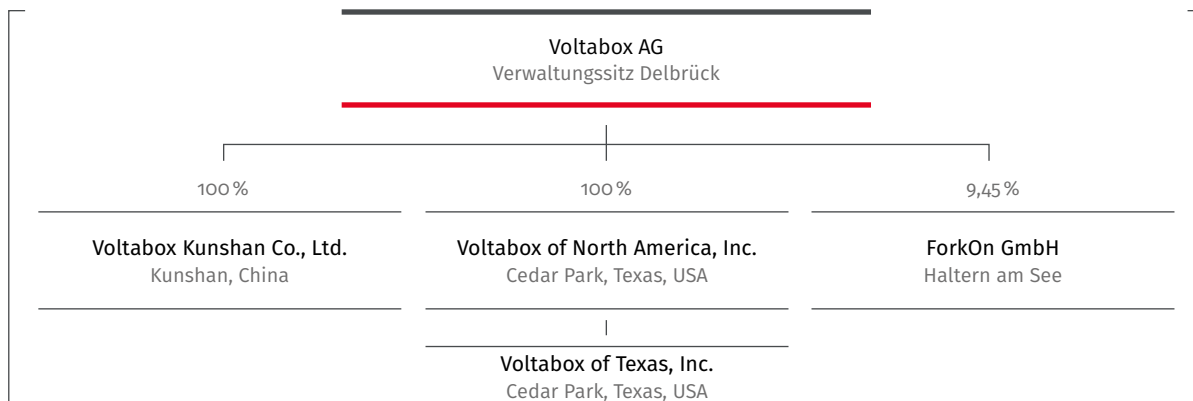 Voltabox AG
Verwaltungssitz Delbrück
100 %
100 %
9,45 %
Voltabox Kunshan Co., Ltd.
Kunshan, China
Voltabox of North America, Inc.
Cedar Park, Texas, USA
ForkOn GmbH
Haltern am See
Voltabox of Texas, Inc.
Cedar Park, Texas, USA